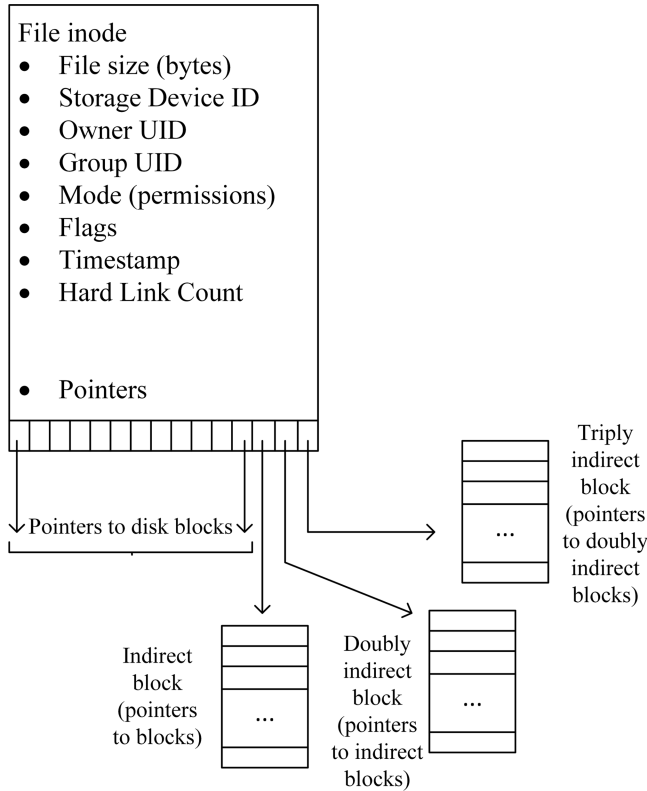 File inode
• File size (bytes)
• Storage Device ID
• Owner UID
• Group UID
• Mode (permissions)
• Flags
• Timestamp
• Hard Link Count
• Pointers
Pointers to disk blocks
Triply
indirect
block
(pointers
to doubly
indirect
blocks)
...
Indirect
block
(pointers
to blocks)
...
Doubly
indirect
block
(pointers
to indirect
blocks)
...